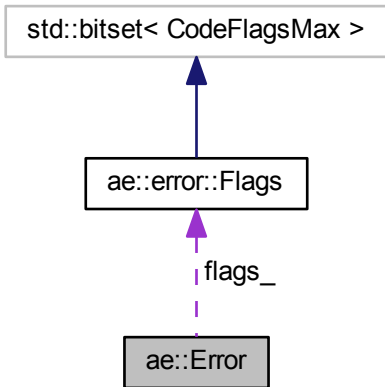 std::bitset< CodeFlagsMax >
ae::error::Flags
flags_
ae::Error